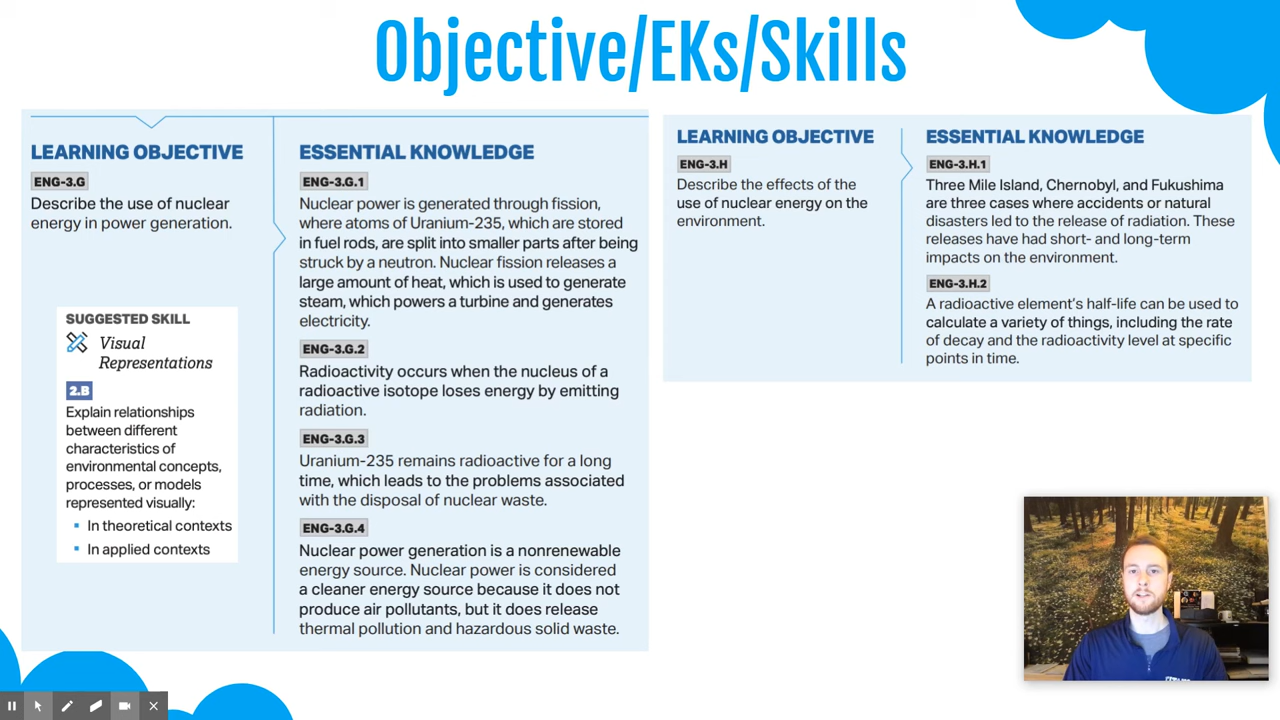 Objective/EKs/Skills
LEARNING OBJECTIVE
ENG-3.G
Describe the use of nuclear
energy in power generation.
SUGGESTED SKILL
Visual
Representations
2.B
Explain relationships
between different
characteristics of
environmental concepts,
processes, or models
represented visually:
▪ In theoretical contexts
▪ In applied contexts
ESSENTIAL KNOWLEDGE
ENG-3.G.1
Nuclear power is generated through fission,
where atoms of Uranium-235, which are stored
in fuel rods, are split into smaller parts after being
struck by a neutron. Nuclear fission releases a
large amount of heat, which is used to generate
steam, which powers a turbine and generates
electricity.
ENG-3.G.2
Radioactivity occurs when the nucleus of a
radioactive isotope loses energy by emitting
radiation.
ENG-3.G.3
Uranium-235 remains radioactive for a long
time, which leads to the problems associated
with the disposal of nuclear waste.
ENG-3.G.4
Nuclear power generation is a nonrenewable
energy source. Nuclear power is considered
a cleaner energy source because it does not
produce air pollutants, but it does release
thermal pollution and hazardous solid waste.
LEARNING OBJECTIVE
ENG-3.H
Describe the effects of the
use of nuclear energy on the
environment.
ESSENTIAL KNOWLEDGE
ENG-3.H.1
Three Mile Island, Chernobyl, and Fukushima
are three cases where accidents or natural
disasters led to the release of radiation. These
releases have had short- and long-term
impacts on the environment.
ENG-3.H.2
A radioactive element's half-life can be used to
calculate a variety of things, including the rate
of decay and the radioactivity level at specific
points in time.